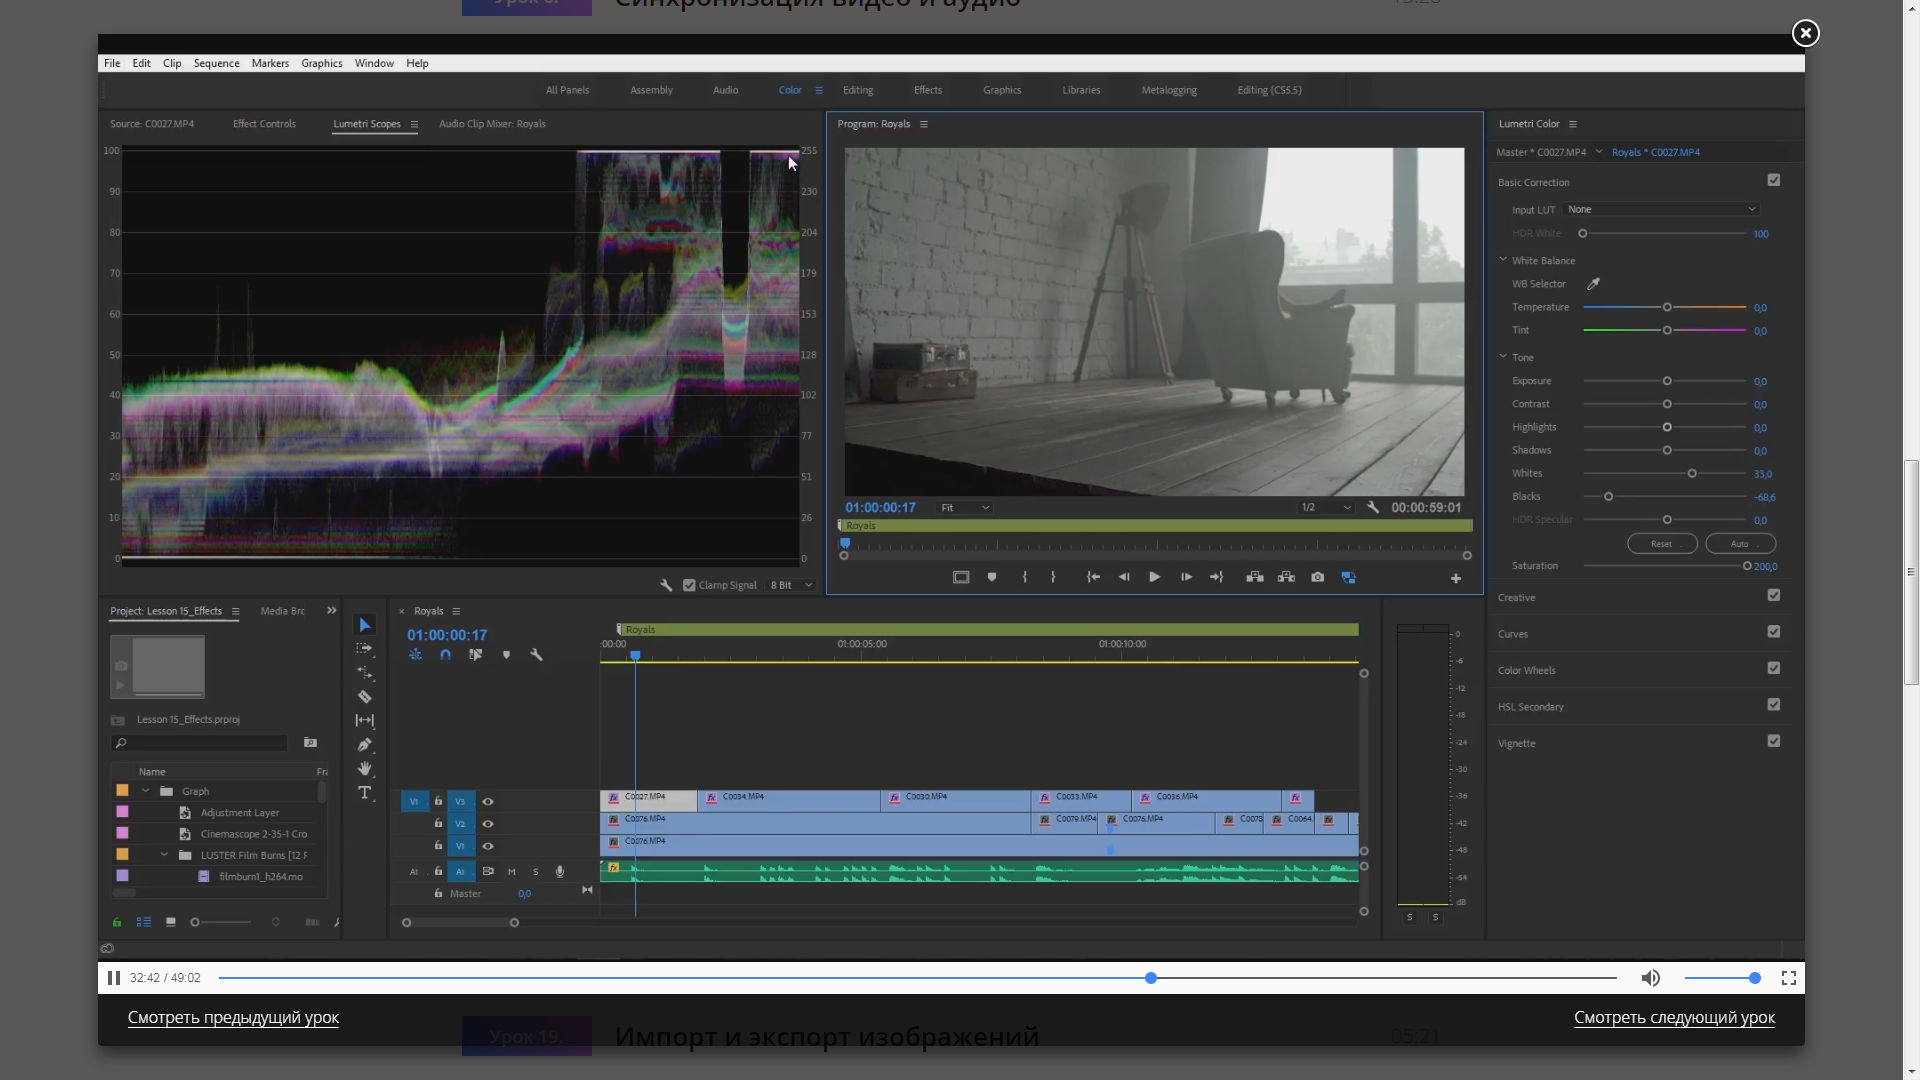 Урок 6. Синхронизация видео и аудио 15:28
File Edit Clip Sequence Markers Graphics Window Help
All Panels Assembly Audio Color Editing Effects Graphics Libraries Metalogging Editing (CS5.5)
Source: C0027.MP4 Effect Controls Lumetri Scopes Audio Clip Mixer: Royals
100 255
90 230
80 204
70 179
60 153
50 128
40 102
30 77
20 51
10 26
0 0
Clamp Signal 8 Bit
Program: Royals
01:00:00:17 Fit 1/2 00:00:59:01
Royals
Lumetri Color
Master * C0027.MP4 Royals * C0027.MP4
Basic Correction
Input LUT None
HDR White 100
White Balance
WB Selector
Temperature 0,0
Tint 0,0
Tone
Exposure 0,0
Contrast 0,0
Highlights 0,0
Shadows 0,0
Whites 33,0
Blacks -68,6
HDR Specular 0,0
Reset Auto
Saturation 200,0
Creative
Curves
Color Wheels
HSL Secondary
Vignette
Project: Lesson 15_Effects Media Brc
Lesson 15_Effects.prproj
Name Fra
Graph
Adjustment Layer
Cinemascope 2-35-1 Cro
LUSTER Film Burns [12 F
filmburn1_h264.mo
Royals
01:00:00:17
Royals
:00:00 01:00:05:00 01:00:10:00
V1 V3 C0027.MP4 C0034.MP4 C0030.MP4 C0033.MP4 C0036.MP4
V2 C0076.MP4 C0079.MP4 C0076.MP4 C0078 C0064.
V1 C0076.MP4
A1 A1 M S
Master 0,0
0
-6
-12
-18
-24
-30
-36
-42
-48
-54
dB
S S
32:42 / 49:02
Смотреть предыдущий урок Смотреть следующий урок
Урок 19. Импорт и экспорт изображений 05:21